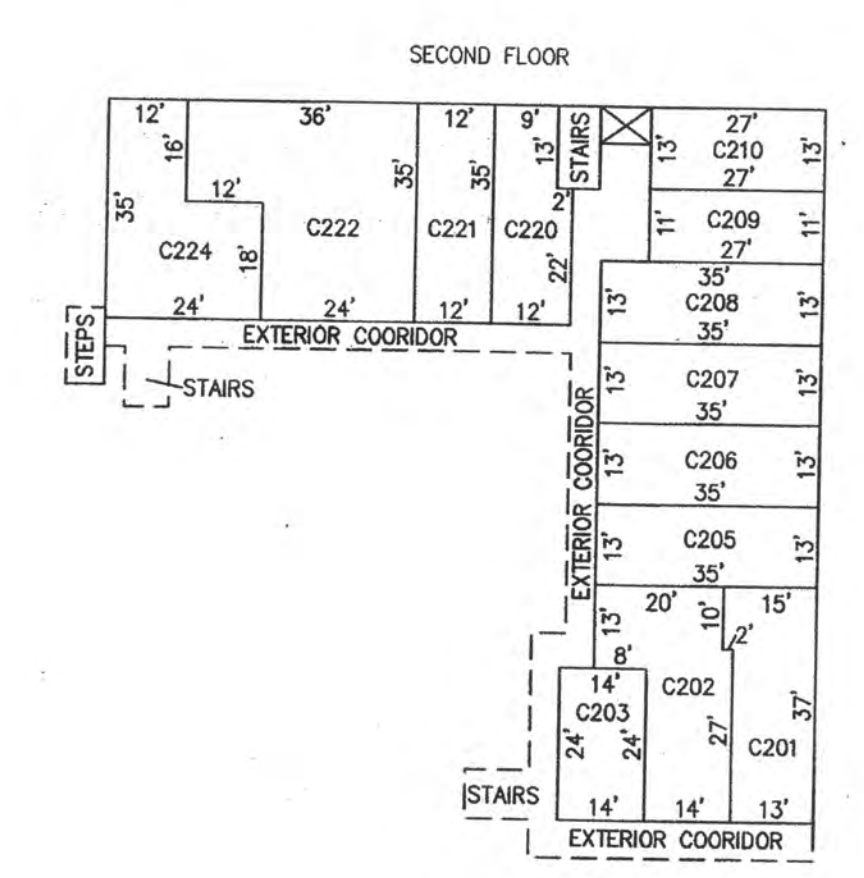 SECOND FLOOR
12' 36' 12' 9' 27'
16' 13' STAIRS 13' C210 13'
27'
35' 12' 35' 35' 2' 11' C209 11'
C224 C222 C221 C220 27'
18' 22' 35'
13' C208 13'
24' 24' 12' 12' 35'
STEPS EXTERIOR COORIDOR
STAIRS
13' C207 13'
35'
EXTERIOR COORIDOR
13' C206 13'
35'
13' C205 13'
35'
20' 10' 15'
13' 2'
8'
14' C202 37'
C203
24' 24' 27' C201
STAIRS 14' 14' 13'
EXTERIOR COORIDOR